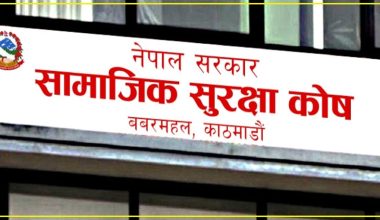 नेपाल सरकार
सामाजिक सुरक्षा कोष
बबरमहल, काठमाडौं